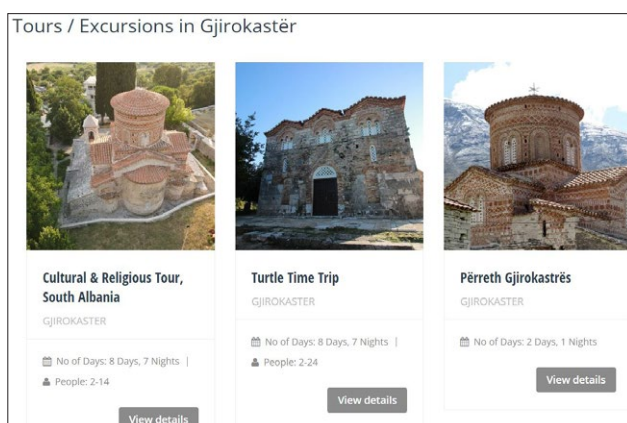 Tours / Excursions in Gjirokastër
Cultural & Religious Tour,
South Albania
GJIROKASTER
No of Days: 8 Days, 7 Nights |
People: 2-14
View details
Turtle Time Trip
GJIROKASTER
No of Days: 8 Days, 7 Nights |
People: 2-24
View details
Përreth Gjirokastrës
GJIROKASTER
No of Days: 2 Days, 1 Nights
View details